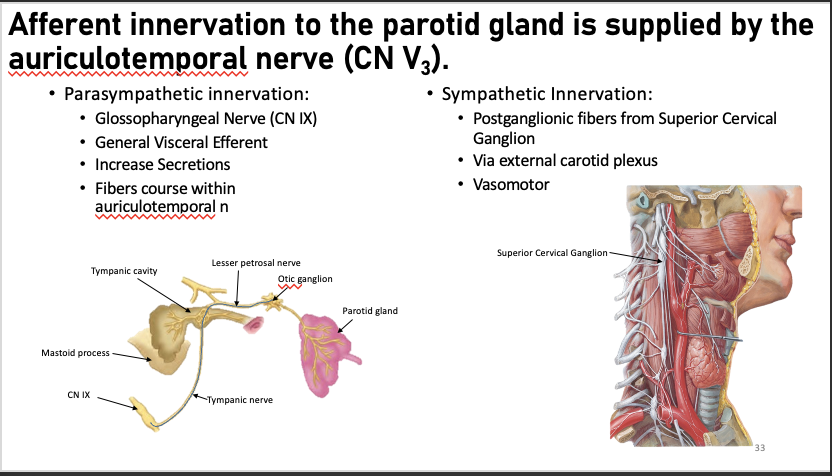 Afferent innervation to the parotid gland is supplied by the
auriculotemporal nerve (CN V3).
• Parasympathetic innervation:
• Glossopharyngeal Nerve (CN IX)
• General Visceral Efferent
• Increase Secretions
• Fibers course within
auriculotemporal n
• Sympathetic Innervation:
• Postganglionic fibers from Superior Cervical
Ganglion
• Via external carotid plexus
• Vasomotor
Superior Cervical Ganglion
Tympanic cavity
Lesser petrosal nerve
Otic ganglion
Parotid gland
Mastoid process
CN IX
Tympanic nerve
33